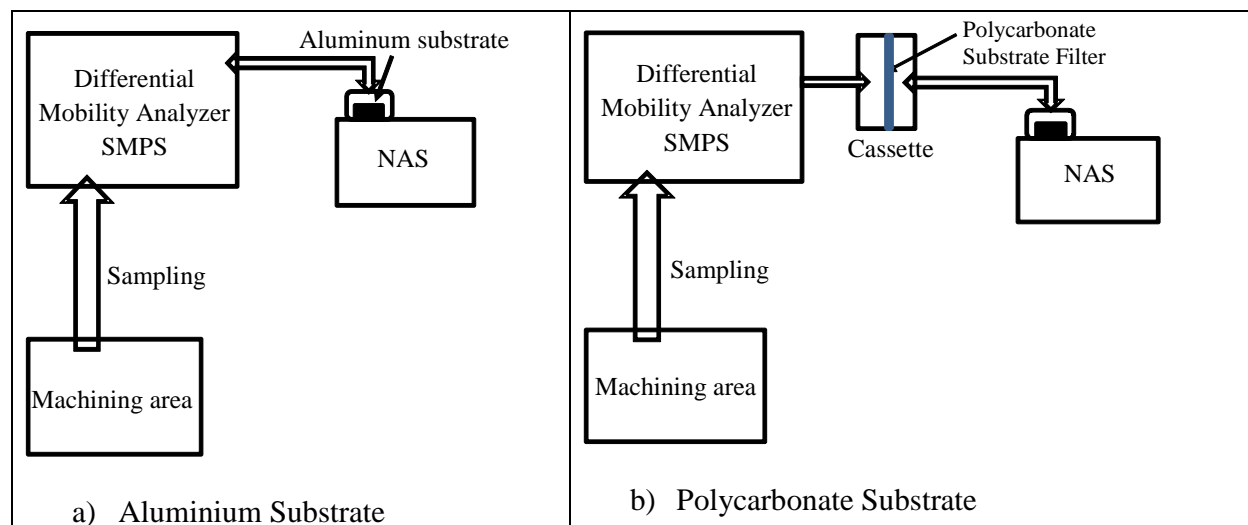 Aluminum substrate
Differential
Mobility Analyzer
SMPS
NAS
Sampling
Machining area
a) Aluminium Substrate
Polycarbonate
Substrate Filter
Differential
Mobility Analyzer
SMPS
Cassette
NAS
Sampling
Machining area
b) Polycarbonate Substrate